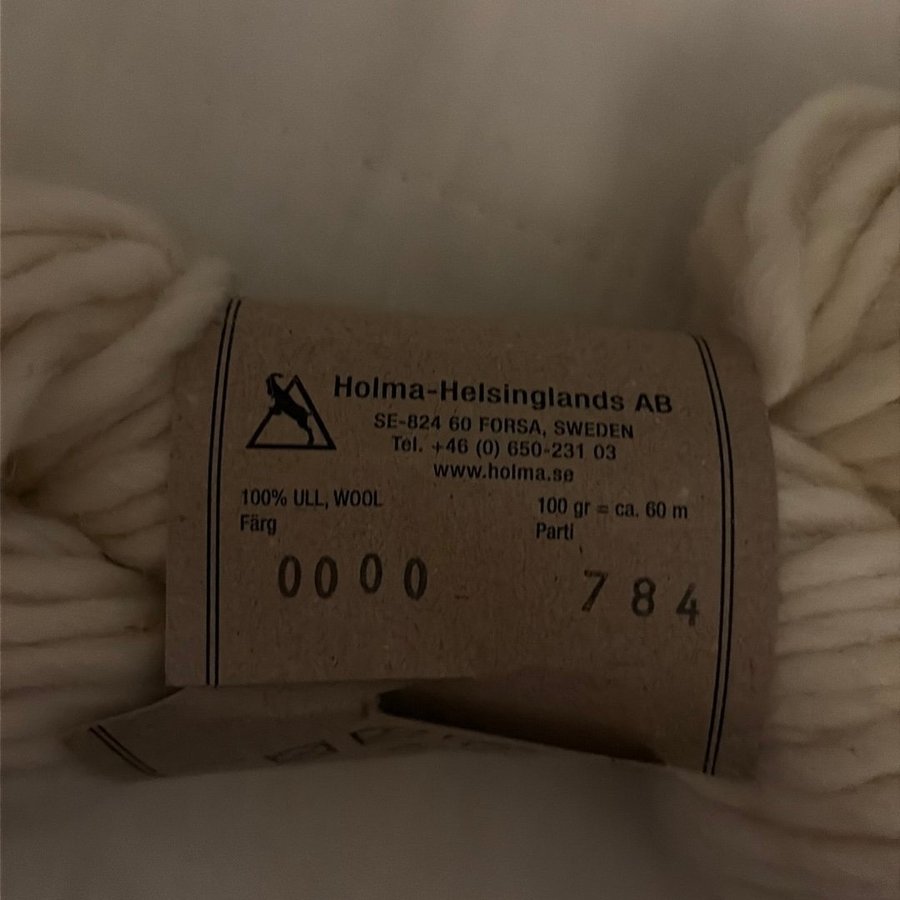 Holma-Helsinglands AB
SE-824 60 FORSA, SWEDEN
Tel. +46 (0) 650-231 03
www.holma.se
100% ULL, WOOL
100 gr = ca. 60 m
Färg
Parti
0000
784